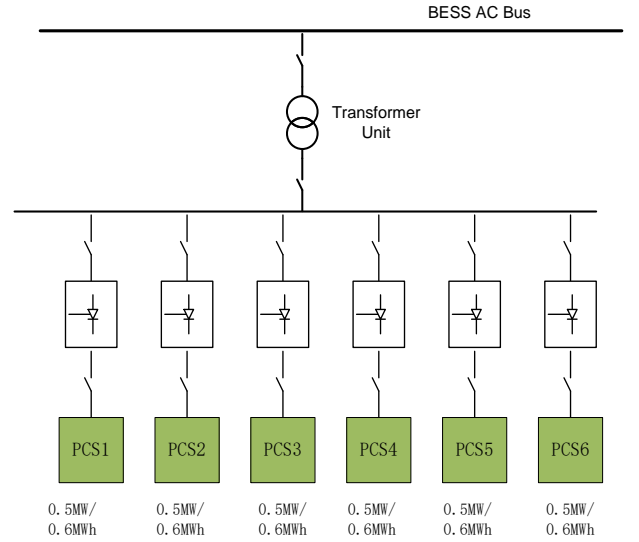 BESS AC Bus
Transformer
Unit
PCS1 PCS2 PCS3 PCS4 PCS5 PCS6
0.5MW/ 0.5MW/ 0.5MW/ 0.5MW/ 0.5MW/ 0.5MW/
0.6MWh 0.6MWh 0.6MWh 0.6MWh 0.6MWh 0.6MWh